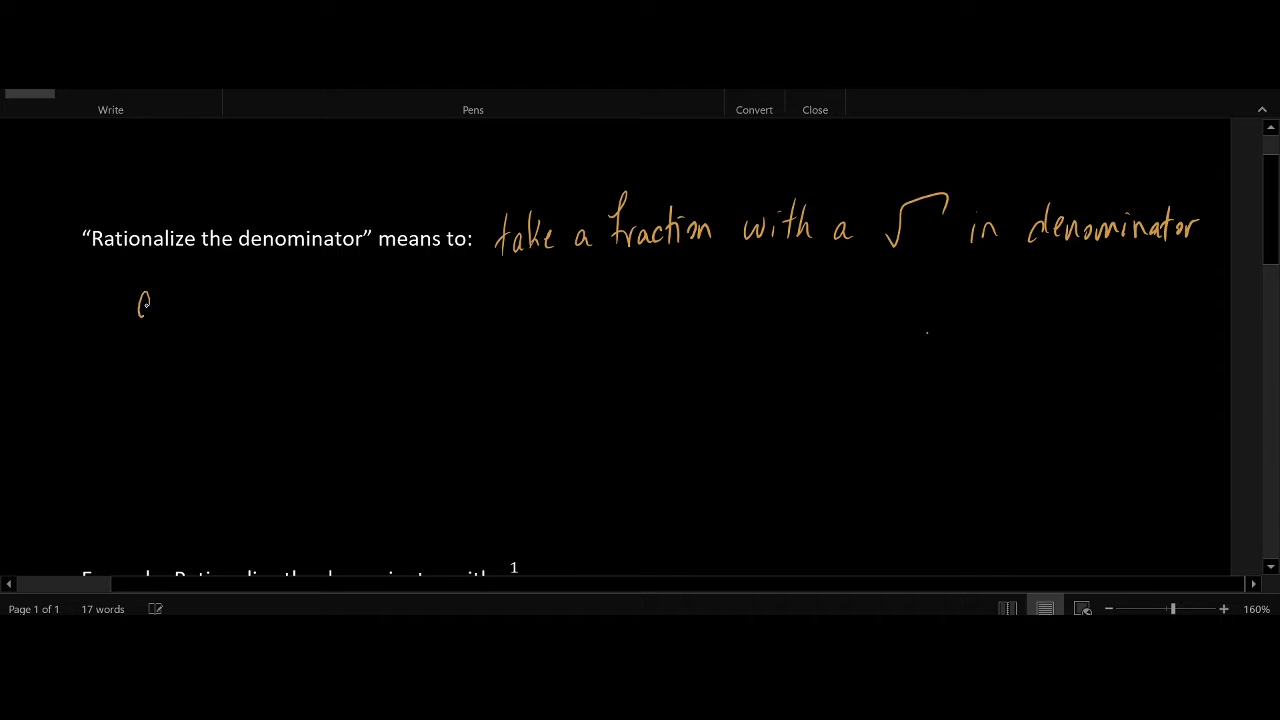 Write Pens Convert Close
“Rationalize the denominator” means to: take a fraction with a √ in denominator
1
Page 1 of 1 17 words 160%